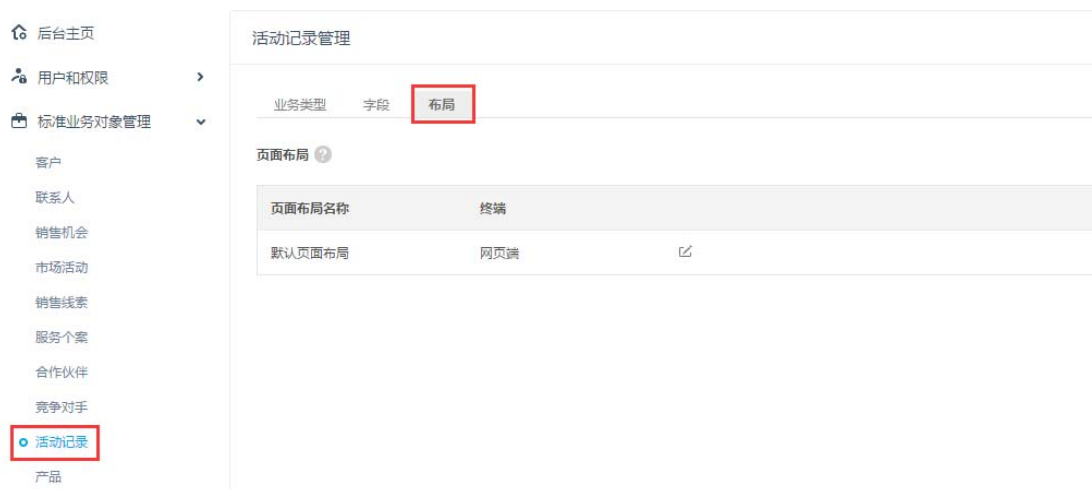 后台主页
用户和权限
标准业务对象管理
客户
联系人
销售机会
市场活动
销售线索
服务个案
合作伙伴
竞争对手
活动记录
产品
活动记录管理
业务类型 字段 布局
页面布局 ?
页面布局名称 终端
默认页面布局 网页端